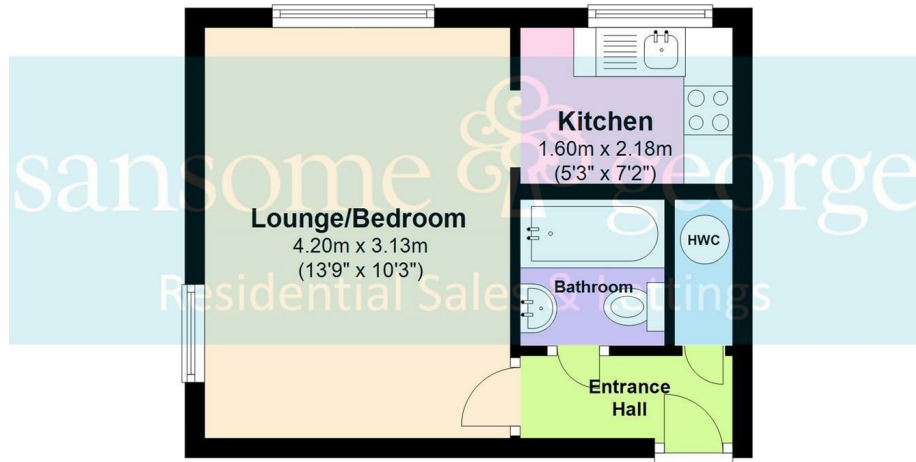 Kitchen
1.60m x 2.18m
(5'3" x 7'2")
sansome george
Lounge/Bedroom
4.20m x 3.13m
(13'9" x 10'3")
HWC
Bathroom
Residential Sales & Lettings
Entrance
Hall